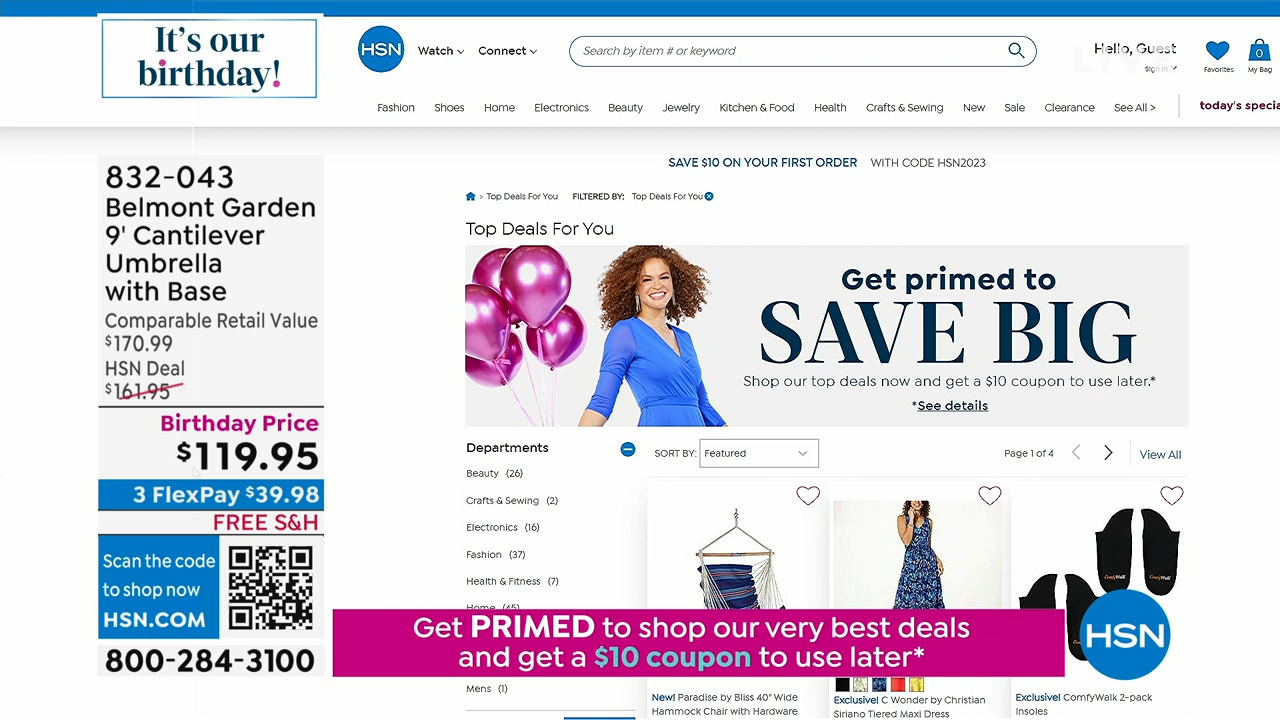 It's our
birthday!
HSN
Watch
Connect
Search by item # or keyword
Hello, Guest
Sign in
LIVE
Favorites
0
My Bag
Fashion
Shoes
Home
Electronics
Beauty
Jewelry
Kitchen & Food
Health
Crafts & Sewing
New
Sale
Clearance
See All >
today's specia
832-043
Belmont Garden
9' Cantilever
Umbrella
with Base
Comparable Retail Value
$170.99
HSN Deal
$161.95
Birthday Price
$119.95
3 FlexPay $39.98
FREE S&H
Scan the code
to shop now
HSN.COM
800-284-3100
SAVE $10 ON YOUR FIRST ORDER WITH CODE HSN2023
> Top Deals For You FILTERED BY: Top Deals For You
Top Deals For You
Get primed to
SAVE BIG
Shop our top deals now and get a $10 coupon to use later.*
*See details
Departments
Beauty (26)
Crafts & Sewing (2)
Electronics (16)
Fashion (37)
Health & Fitness (7)
Home (45)
Mens (1)
SORT BY: Featured
Page 1 of 4
View All
ComfyWalk
ComfyWalk
New! Paradise by Bliss 40" Wide
Hammock Chair with Hardware
Exclusive! C Wonder by Christian
Siriano Tiered Maxi Dress
Exclusive! ComfyWalk 2-pack
Insoles
Get PRIMED to shop our very best deals
and get a $10 coupon to use later*
HSN